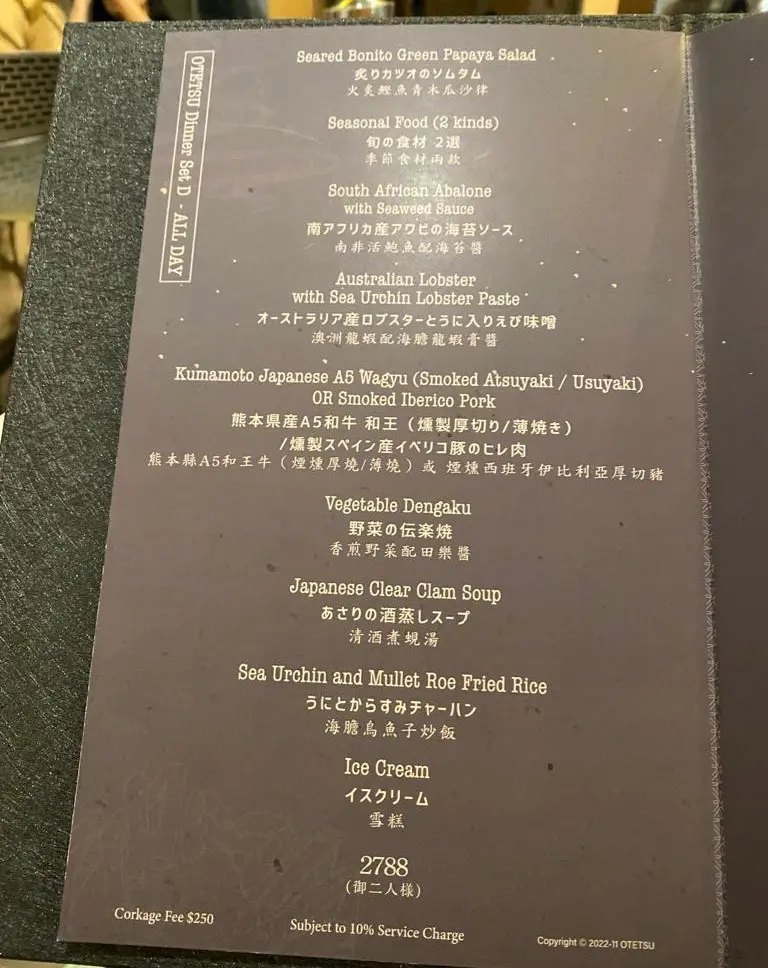 OTETSU Dinner Set D - ALL DAY
Seared Bonito Green Papaya Salad
炙りカツオのソムタム
火炙鰹魚青木瓜沙律
Seasonal Food (2 kinds)
旬の食材 2選
季節食材両款
South African Abalone
with Seaweed Sauce
南アフリカ産アワビの海苔ソース
南非活鮑魚配海苔醬
Australian Lobster
with Sea Urchin Lobster Paste
オーストラリア産ロブスターとうに入りえび味噌
澳洲龍蝦配海膽龍蝦膏醬
Kumamoto Japanese A5 Wagyu (Smoked Atsuyaki / Usuyaki)
OR Smoked Iberico Pork
熊本県産A5和牛 和王（燻製厚切り/薄焼き）
/燻製スペイン産イベリコ豚のヒレ肉
熊本縣A5和王牛（煙燻厚燒/薄燒）或 煙燻西班牙伊比利亞厚切豬
Vegetable Dengaku
野菜の伝楽焼
香煎野菜配田樂醬
Japanese Clear Clam Soup
あさりの酒蒸しスープ
清酒煮蜆湯
Sea Urchin and Mullet Roe Fried Rice
うにとからすみチャーハン
海膽烏魚子炒飯
Ice Cream
イスクリーム
雪糕
2788
(御二人様)
Corkage Fee $250
Subject to 10% Service Charge
Copyright © 2022-11 OTETSU